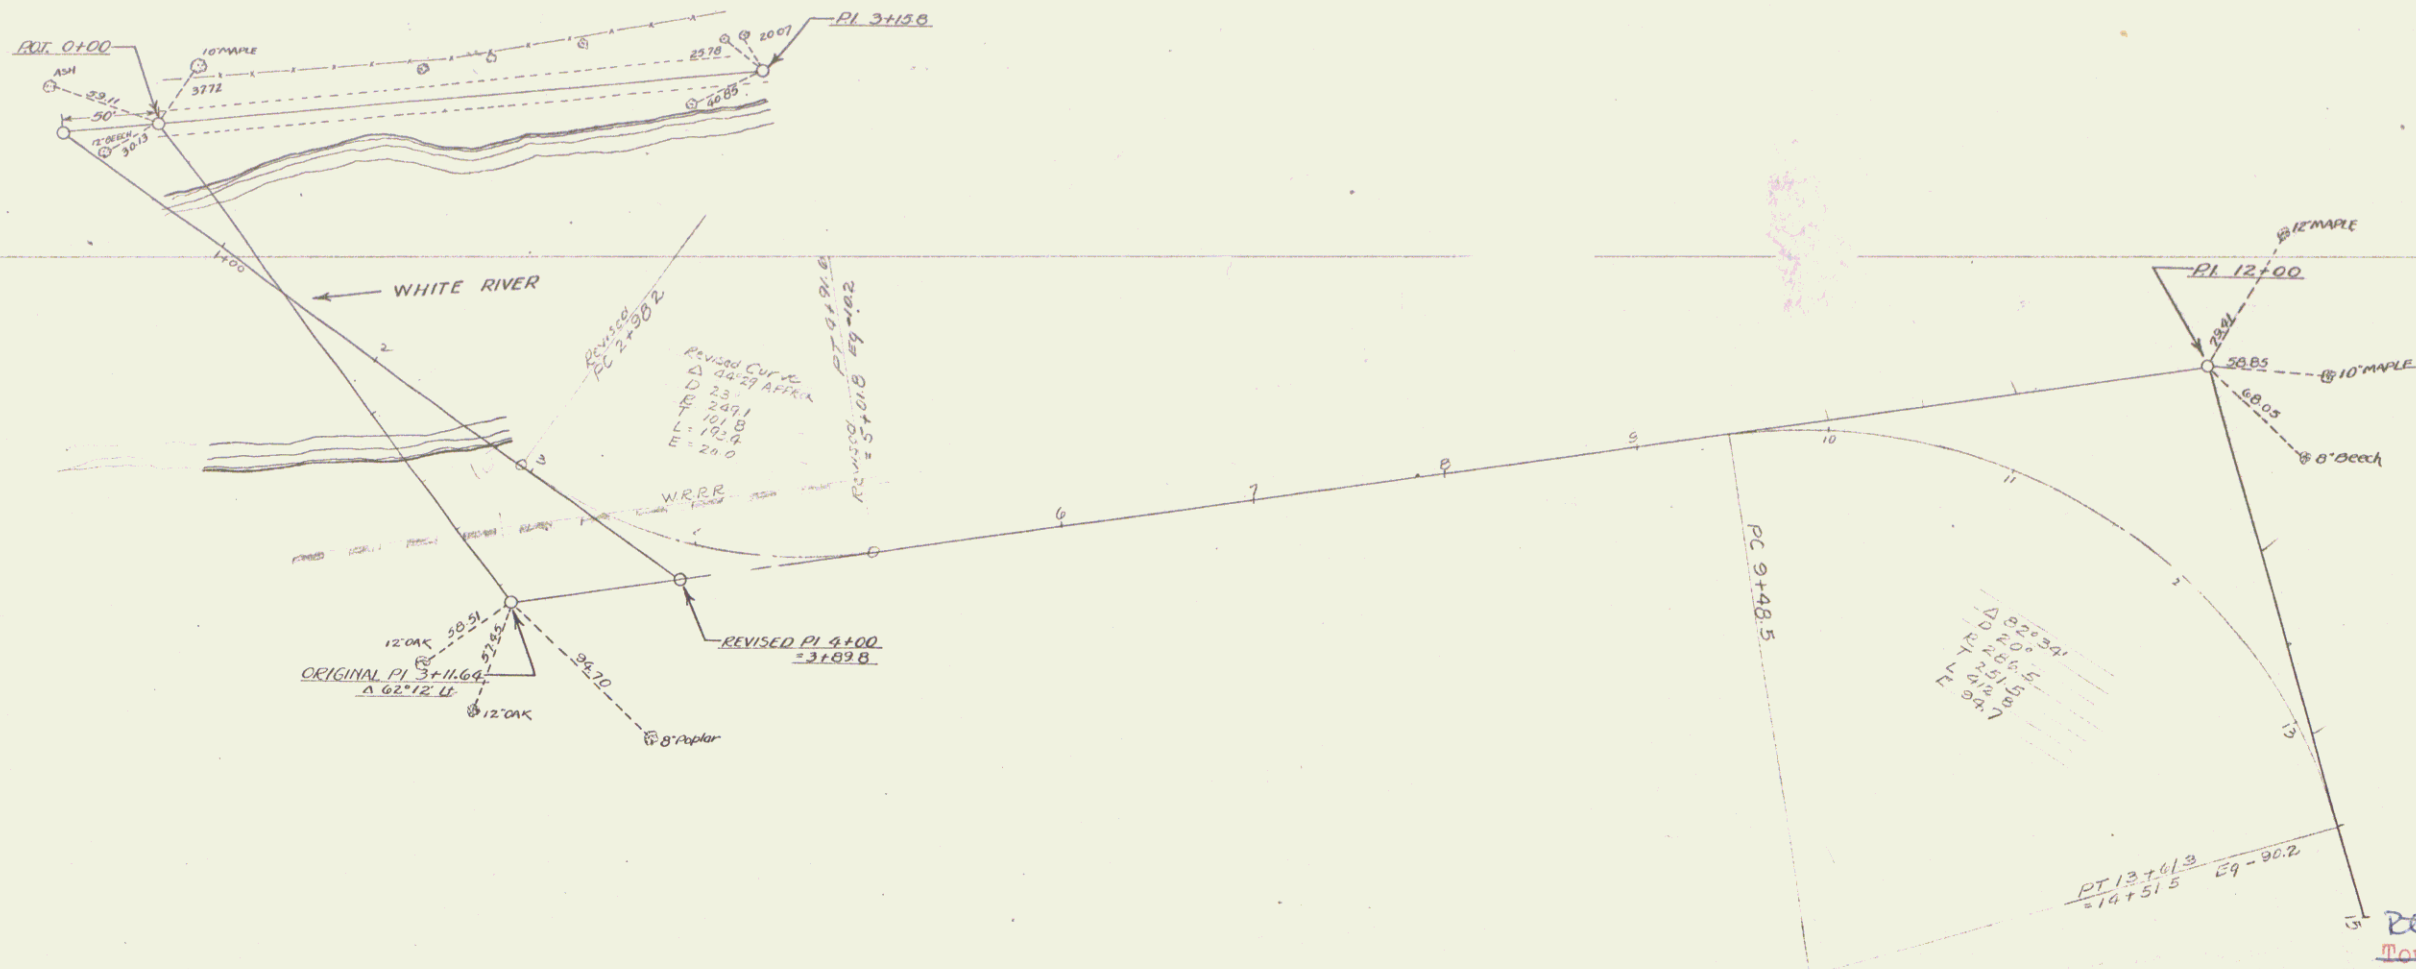 P.O.T. 0+00
ASH
10" MAPLE
37.72
59.11
50'
12" BEECH
30.13
P.I. 3+15.8
25.78
20.07
40.85
1+00
WHITE RIVER
2
3
Revised
PC 2+98.2
Revised Curve
Δ 44°29 APPROX
D 23°
R 249.1
T 101.8
L = 193.4
E = 20.0
Revised PT 4+91.6
= 5+01.8 Eq - 10.2
W.R.R.R
6
7
8
9
10
11
13
15
12" OAK
58.51
52.45
94.70
12" OAK
8" Poplar
ORIGINAL PI 3+11.64
Δ 62°12' Lt
REVISED PI 4+00
= 3+89.8
P.I. 12+00
12" MAPLE
58.85
10" MAPLE
68.05
8" Beech
PC 9+48.5
Δ 82°34'
D 20°
R 286.5
T 251.5
L 412.8
E 94.7
PT 13+61.3 Eq - 90.2
= 14+51.5